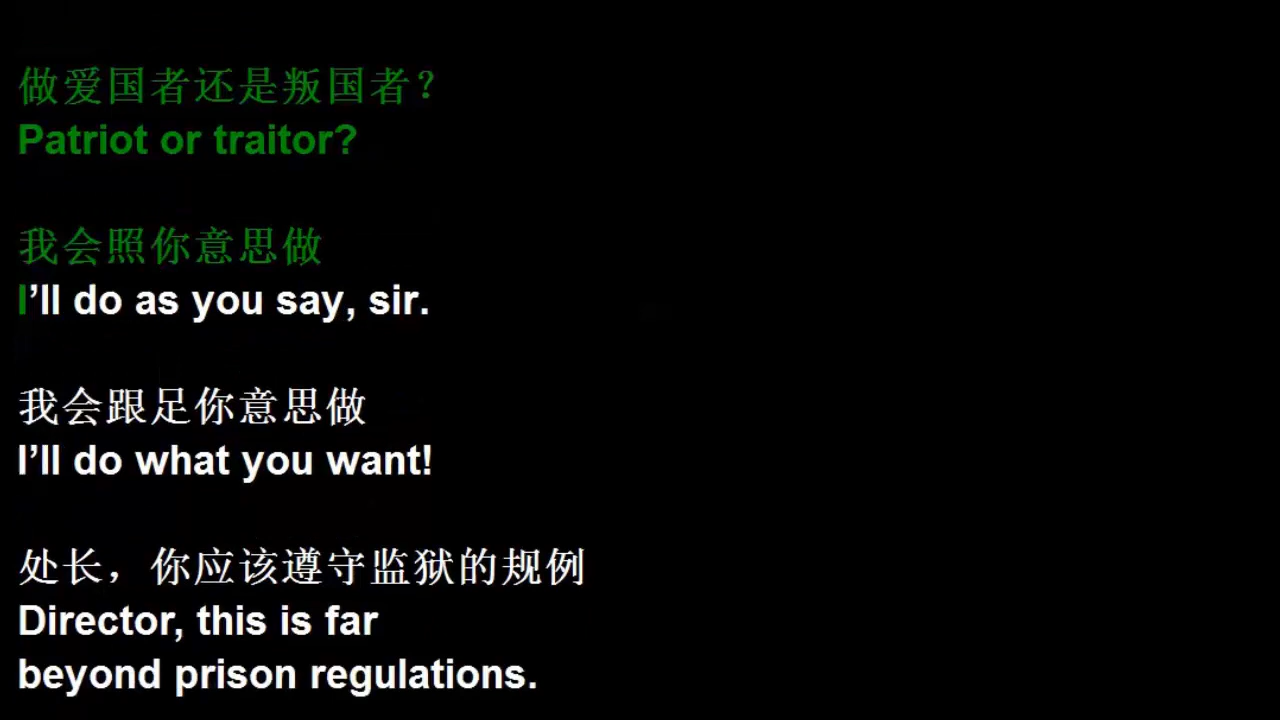 做爱国者还是叛国者？
Patriot or traitor?
我会照你意思做
I’ll do as you say, sir.
我会跟足你意思做
I’ll do what you want!
处长，你应该遵守监狱的规例
Director, this is far
beyond prison regulations.